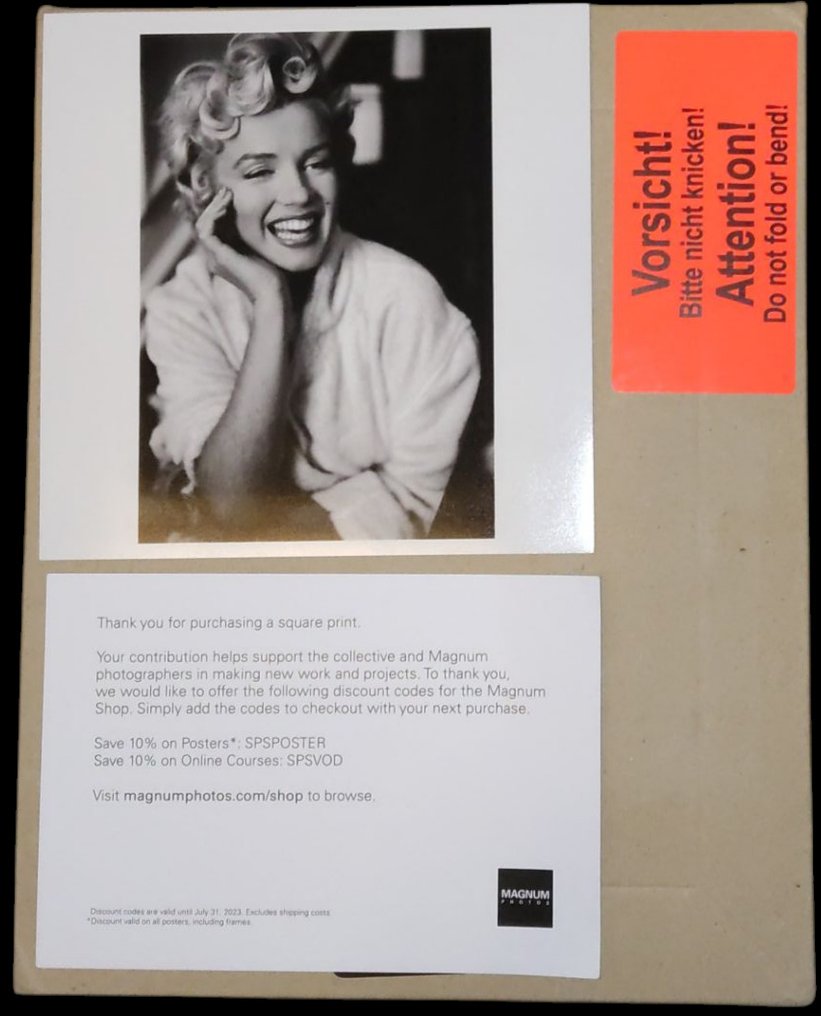 Vorsicht!
Bitte nicht knicken!
Attention!
Do not fold or bend!
Thank you for purchasing a square print.
Your contribution helps support the collective and Magnum
photographers in making new work and projects. To thank you,
we would like to offer the following discount codes for the Magnum
Shop. Simply add the codes to checkout with your next purchase.
Save 10% on Posters*: SPSPOSTER
Save 10% on Online Courses: SPSVOD
Visit magnumphotos.com/shop to browse.
MAGNUM
PHOTOS
Discount codes are valid until July 31, 2023. Excludes shipping costs.
*Discount valid on all posters, including frames.